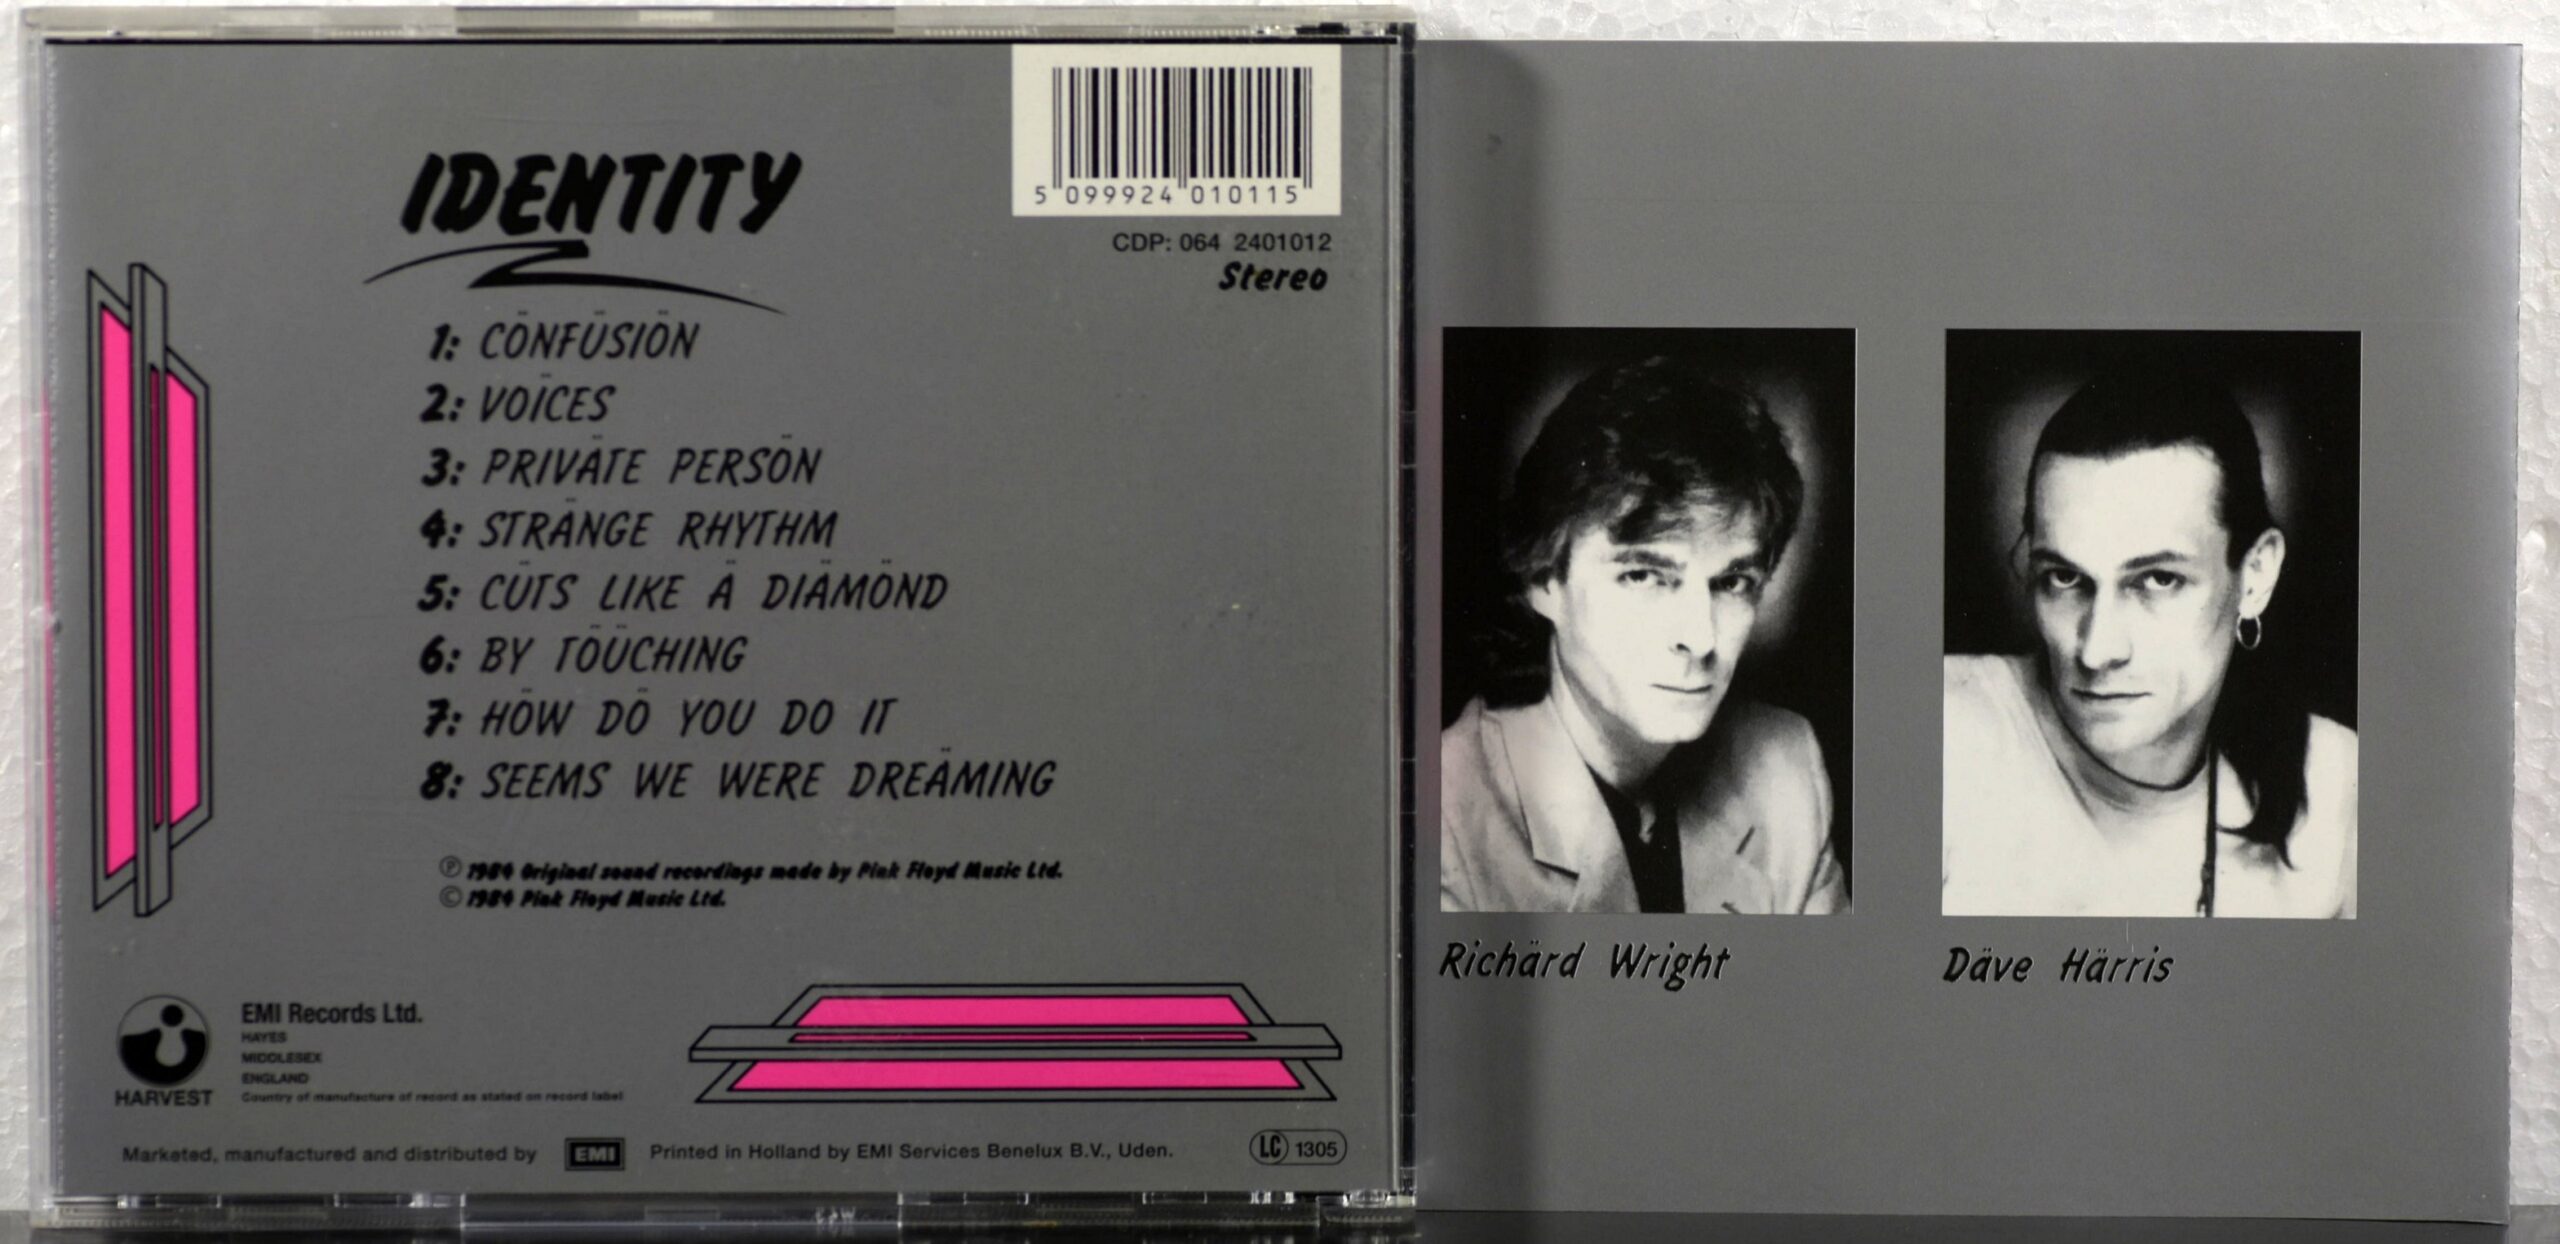 IDENTITY
5 099924 010115
CDP: 064 2401012
Stereo
1: CÖNFÜSIÖN
2: VOÏCES
3: PRIVÄTE PERSÖN
4: STRÄNGE RHYTHM
5: CÜTS LIKE Ä DIÄMÖND
6: BY TÖÜCHING
7: HÖW DÖ YOU DO IT
8: SEEMS WE WERE DREÄMING
Ⓟ 1984 Original sound recordings made by Pink Floyd Music Ltd.
© 1984 Pink Floyd Music Ltd.
HARVEST
EMI Records Ltd.
HAYES
MIDDLESEX
ENGLAND
Country of manufacture of record as stated on record label
Marketed, manufactured and distributed by EMI Printed in Holland by EMI Services Benelux B.V., Uden. LC 1305
Richärd Wright
Däve Härris